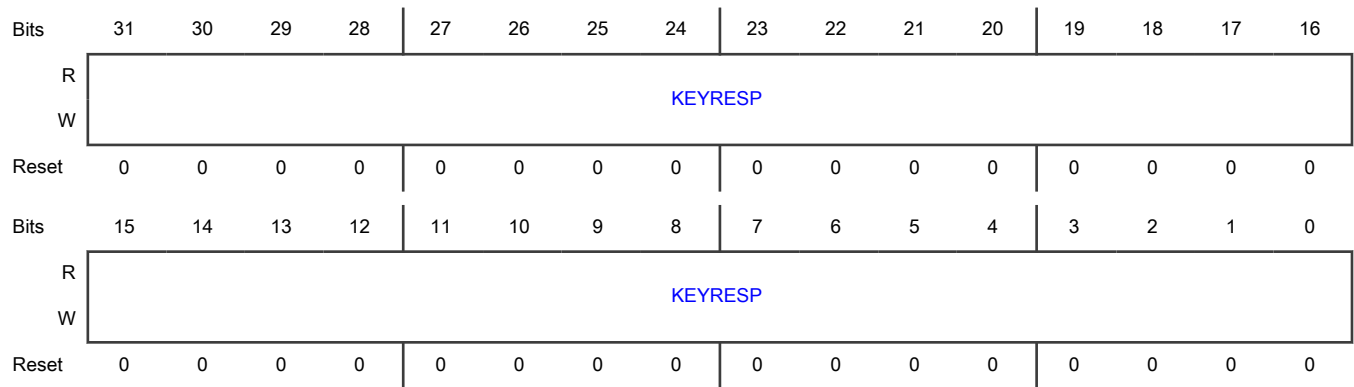 Bits 31 30 29 28 27 26 25 24 23 22 21 20 19 18 17 16
R
KEYRESP
W
Reset 0 0 0 0 0 0 0 0 0 0 0 0 0 0 0 0
Bits 15 14 13 12 11 10 9 8 7 6 5 4 3 2 1 0
R
KEYRESP
W
Reset 0 0 0 0 0 0 0 0 0 0 0 0 0 0 0 0